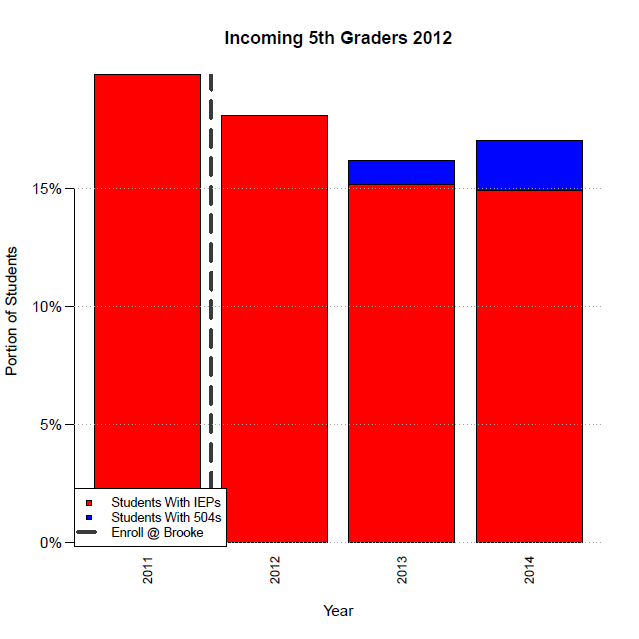 Incoming 5th Graders 2012
Portion of Students
15%
10%
5%
0%
Students With IEPs
Students With 504s
Enroll @ Brooke
2011
2012
2013
2014
Year